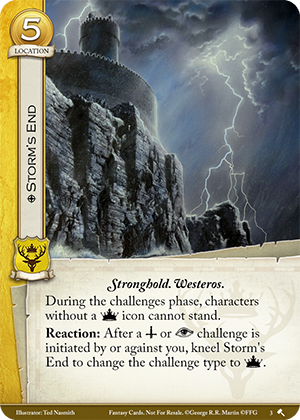 5
LOCATION
STORM'S END
Stronghold. Westeros.
During the challenges phase, characters
without a icon cannot stand.
Reaction: After a or challenge is
initiated by or against you, kneel Storm's
End to change the challenge type to .
Illustrator: Ted Nasmith Fantasy Cards. Not For Resale. ©George R.R. Martin ©FFG 3